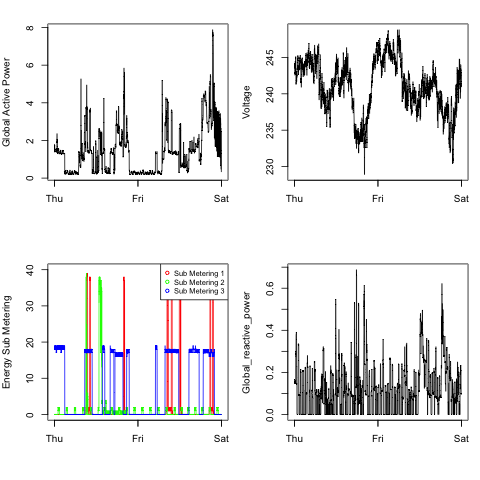 Global Active Power
8
6
4
2
0
Thu
Fri
Sat
Voltage
245
240
235
230
Thu
Fri
Sat
Energy Sub Metering
40
30
20
10
0
Sub Metering 1
Sub Metering 2
Sub Metering 3
Thu
Fri
Sat
Global_reactive_power
0.6
0.4
0.2
0.0
Thu
Fri
Sat